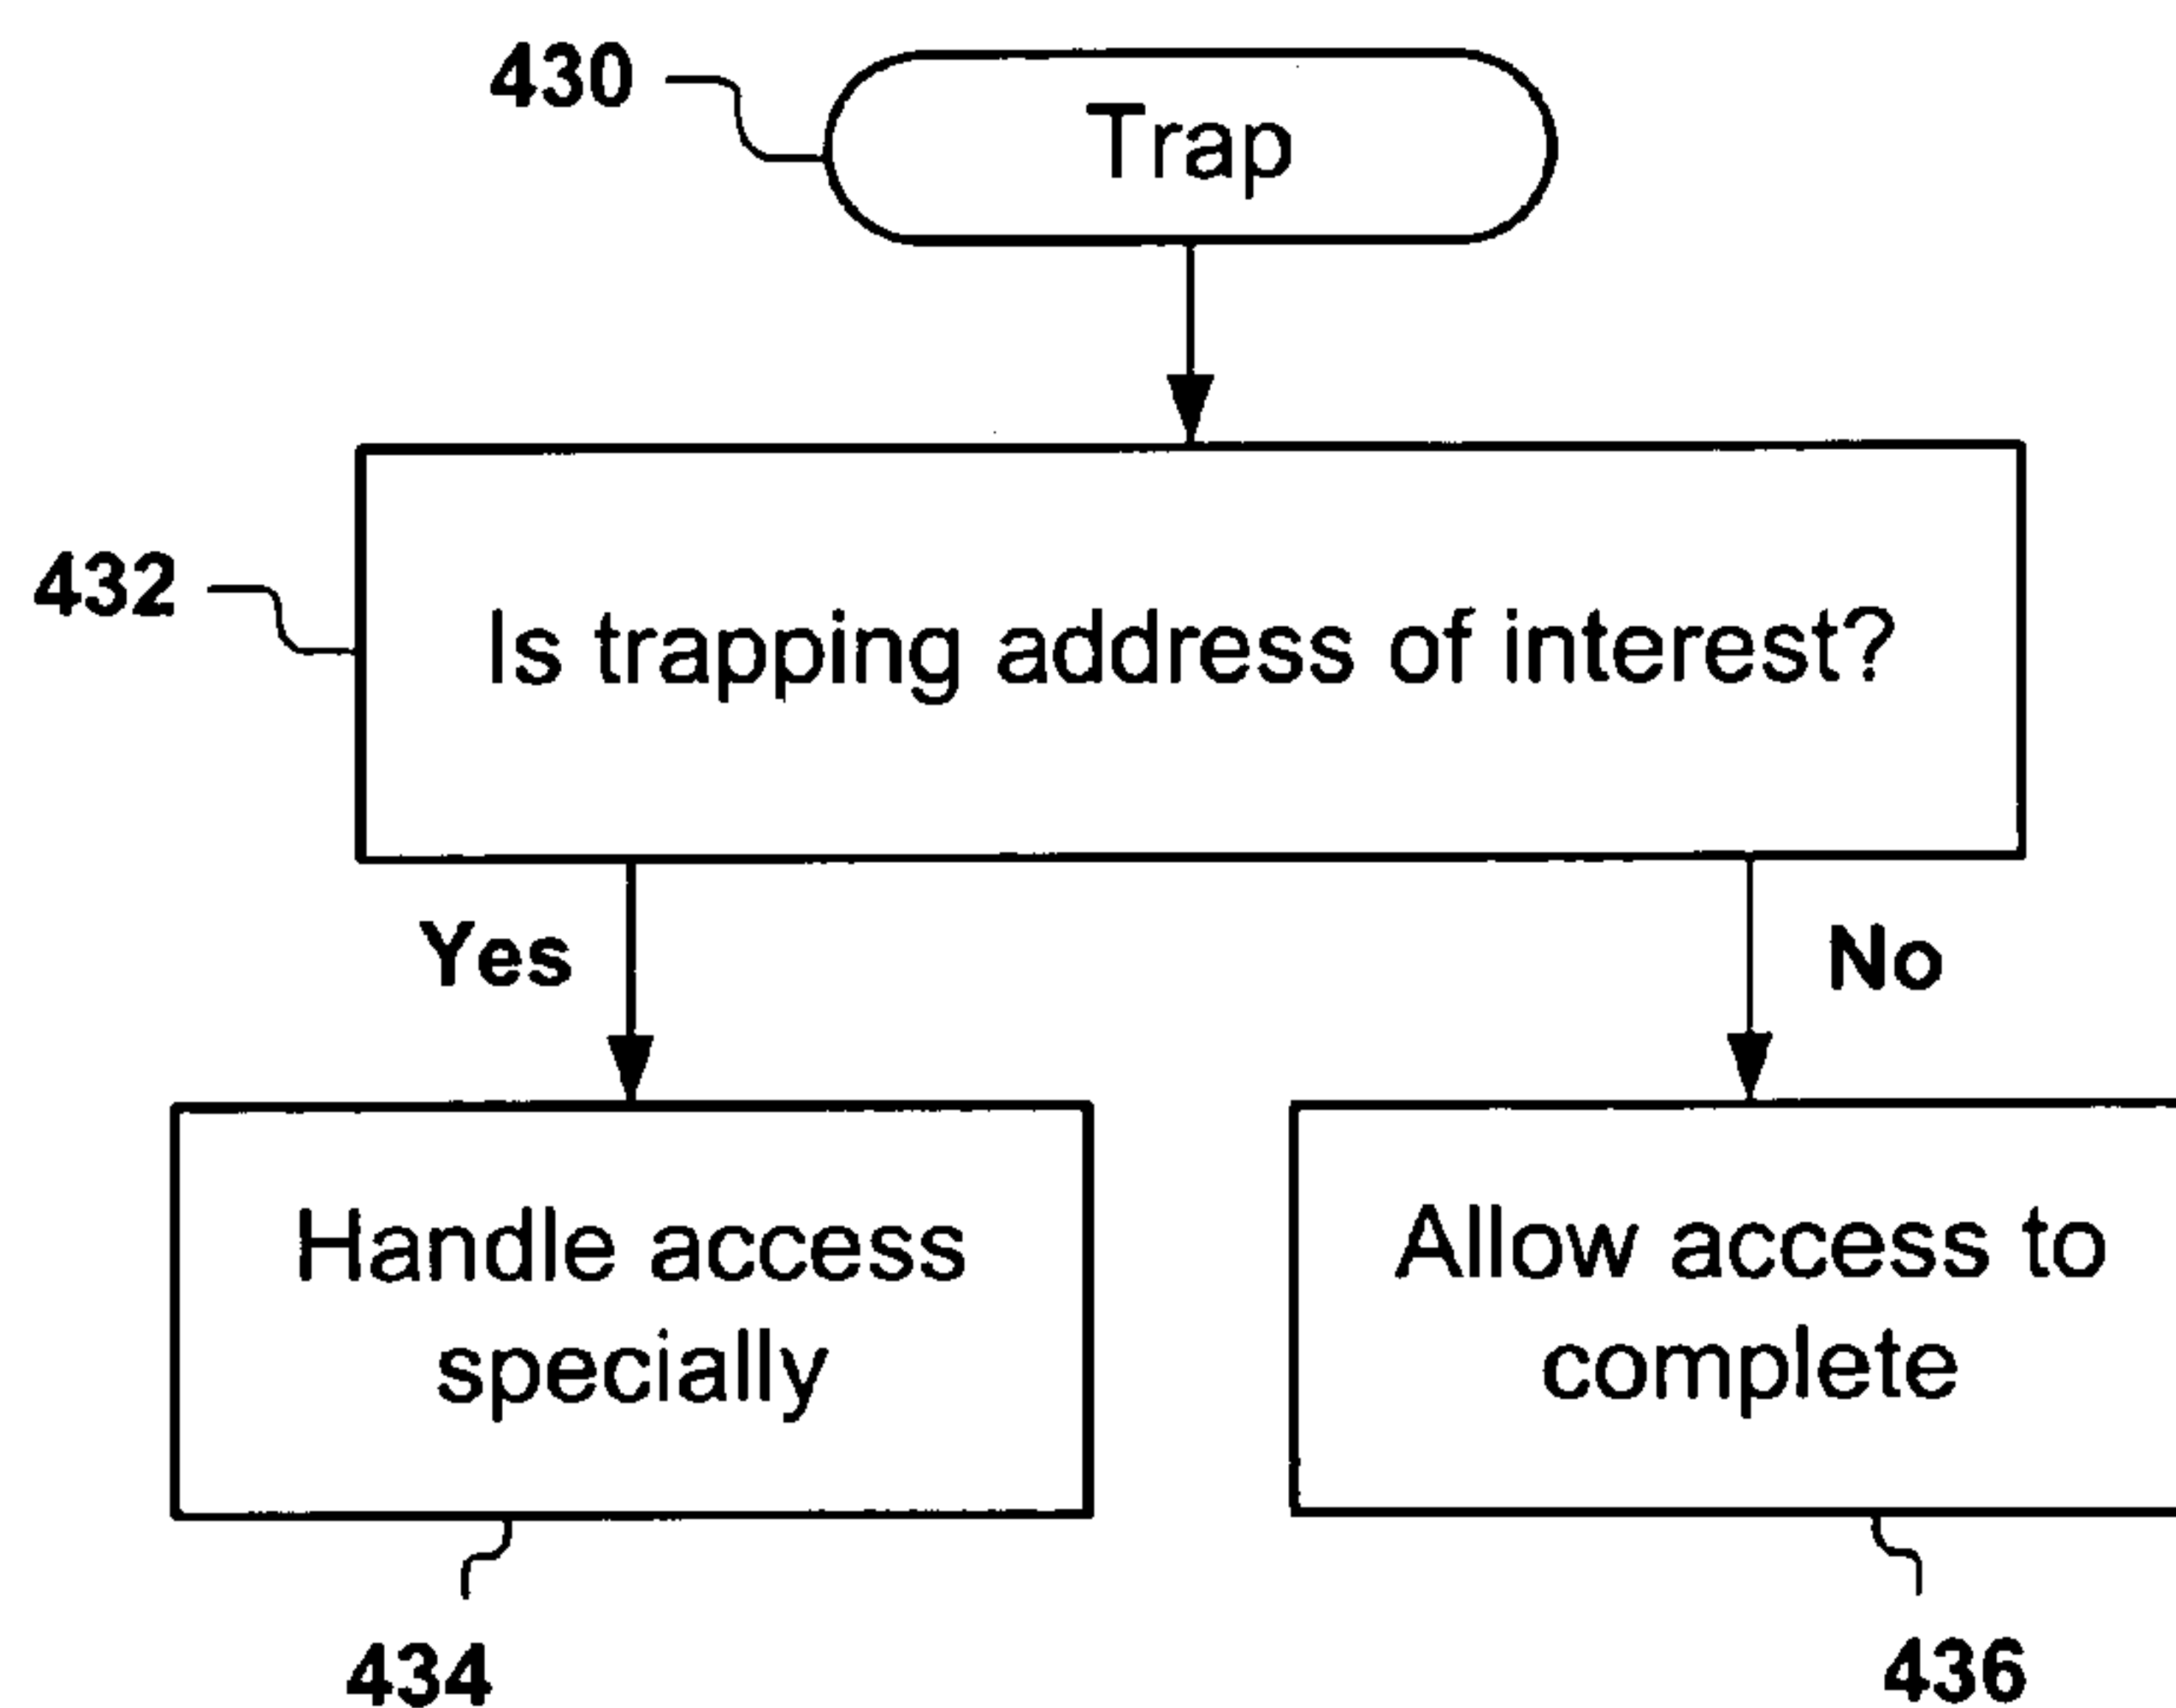 430
Trap
432
Is trapping address of interest?
Yes
No
Handle access
specially
Allow access to
complete
434
436